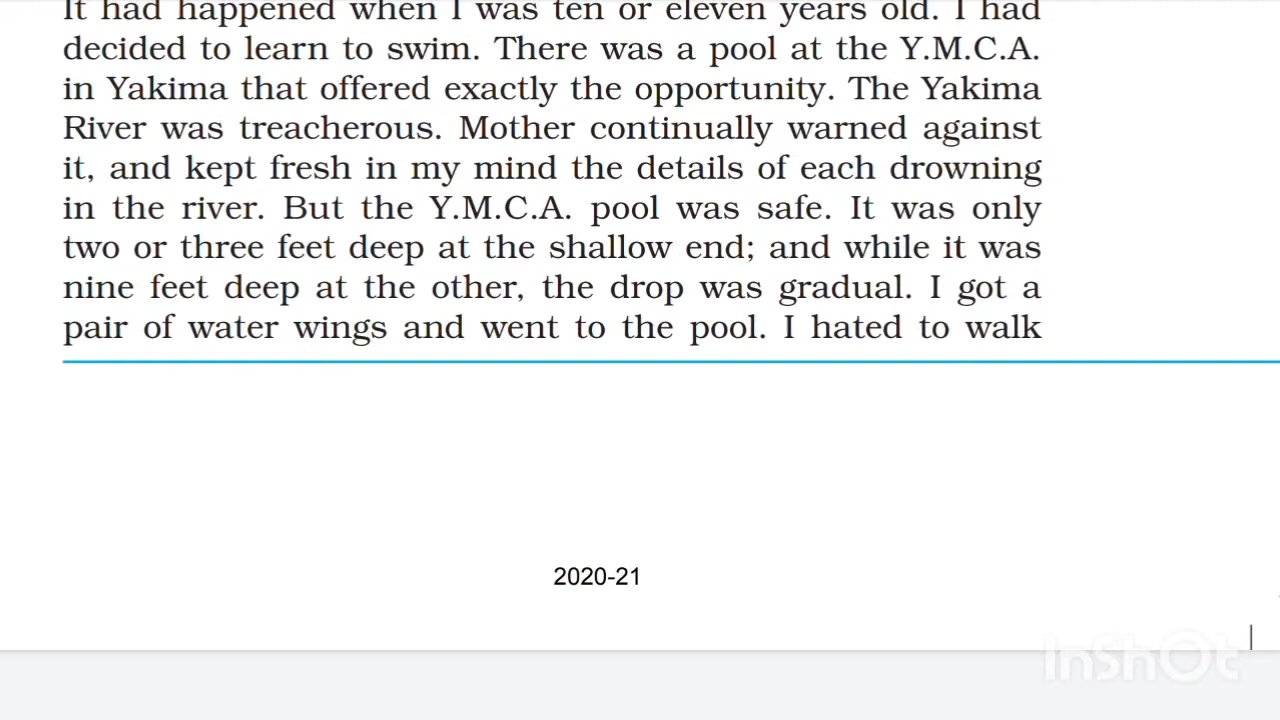 It had happened when I was ten or eleven years old. I had
decided to learn to swim. There was a pool at the Y.M.C.A.
in Yakima that offered exactly the opportunity. The Yakima
River was treacherous. Mother continually warned against
it, and kept fresh in my mind the details of each drowning
in the river. But the Y.M.C.A. pool was safe. It was only
two or three feet deep at the shallow end; and while it was
nine feet deep at the other, the drop was gradual. I got a
pair of water wings and went to the pool. I hated to walk
2020-21
InShOt